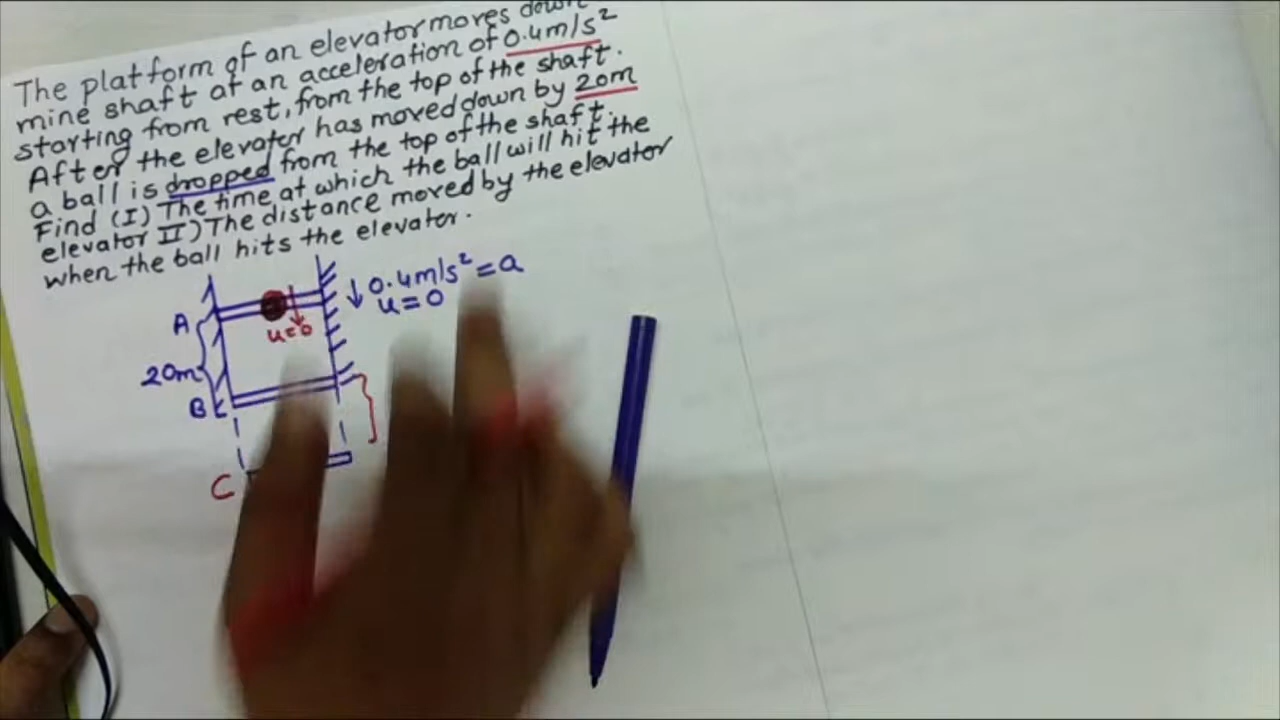 The platform of an elevator moves down
mine shaft at an acceleration of 0.4m/s²
starting from rest, from the top of the shaft.
After the elevater has moved down by 20m
a ball is dropped from the top of the shaft.
Find (I) The time at which the ball will hit the
elevator II) The distance moved by the elevator
when the ball hits the elevator.
0.4m/s² = a
u = 0
A
u=0
20m
B
C